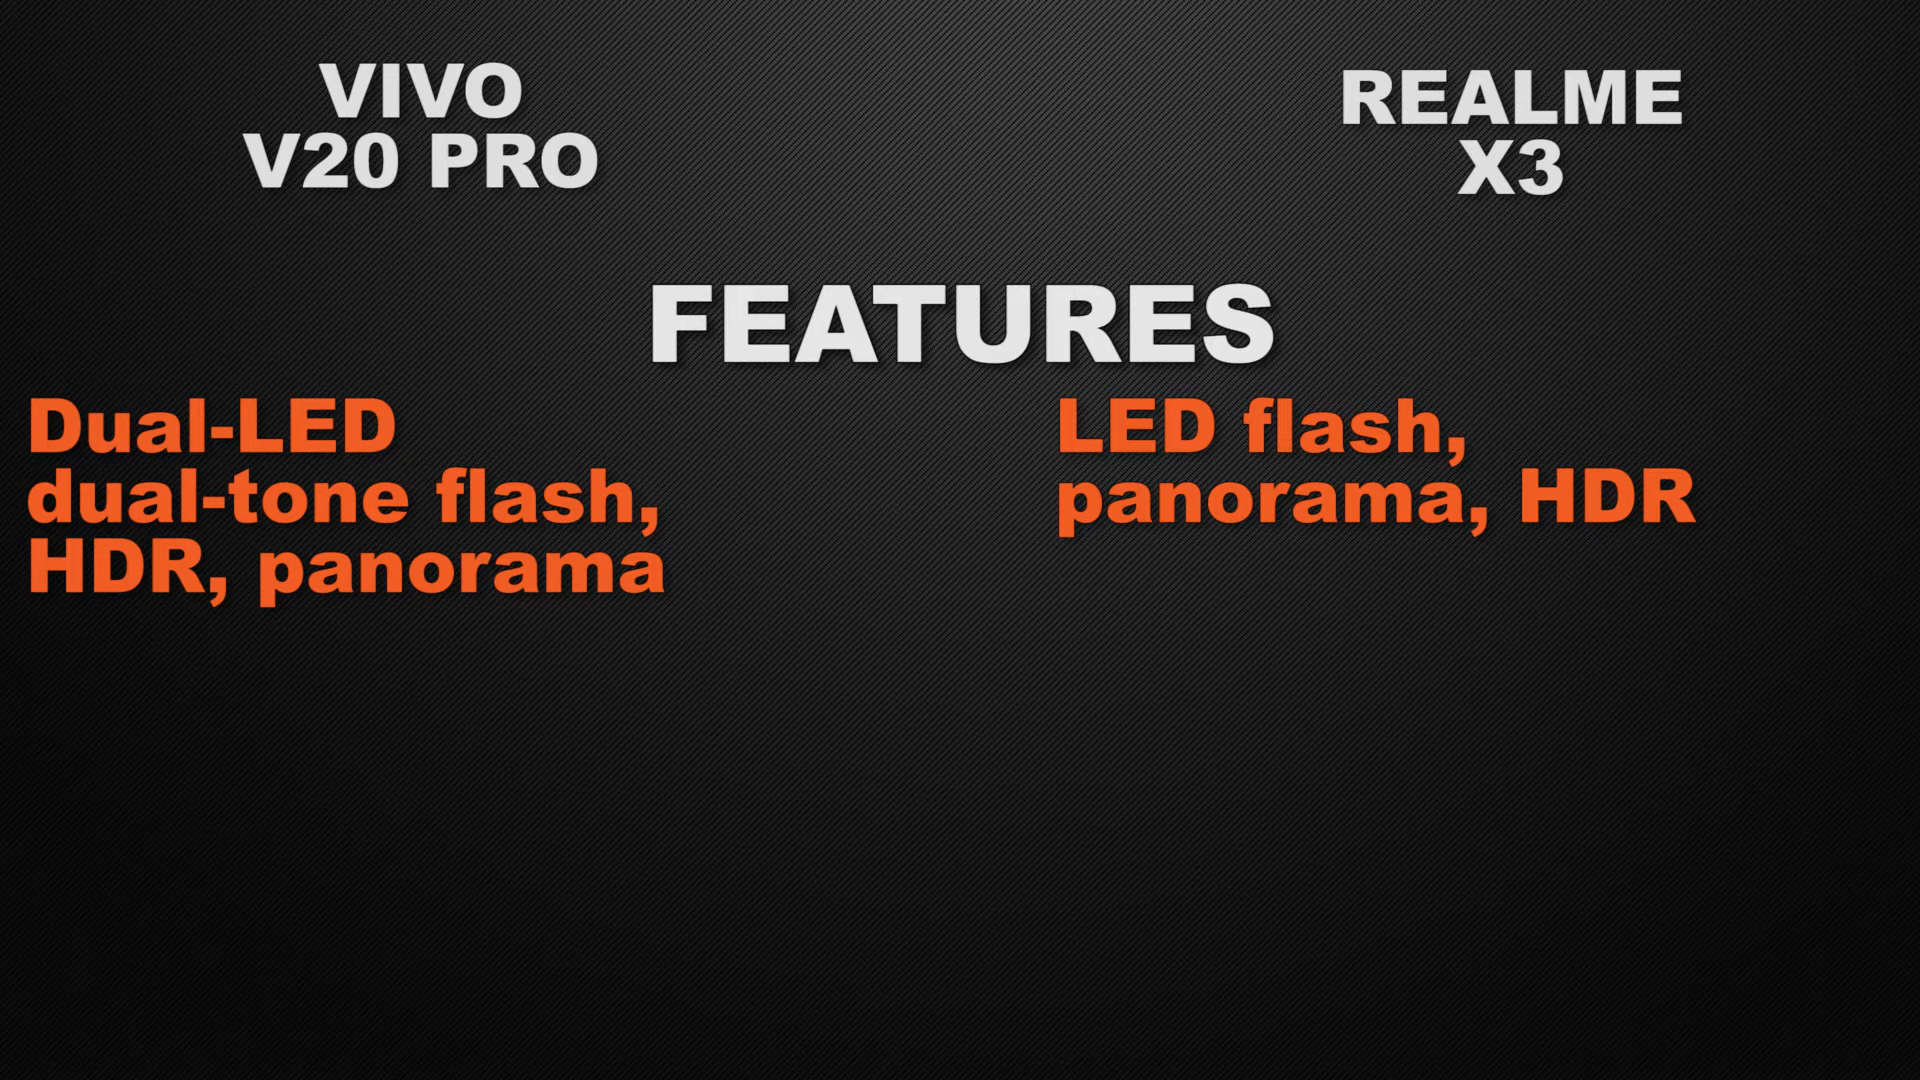 VIVO
V20 PRO
REALME
X3
FEATURES
Dual-LED
dual-tone flash,
HDR, panorama
LED flash,
panorama, HDR